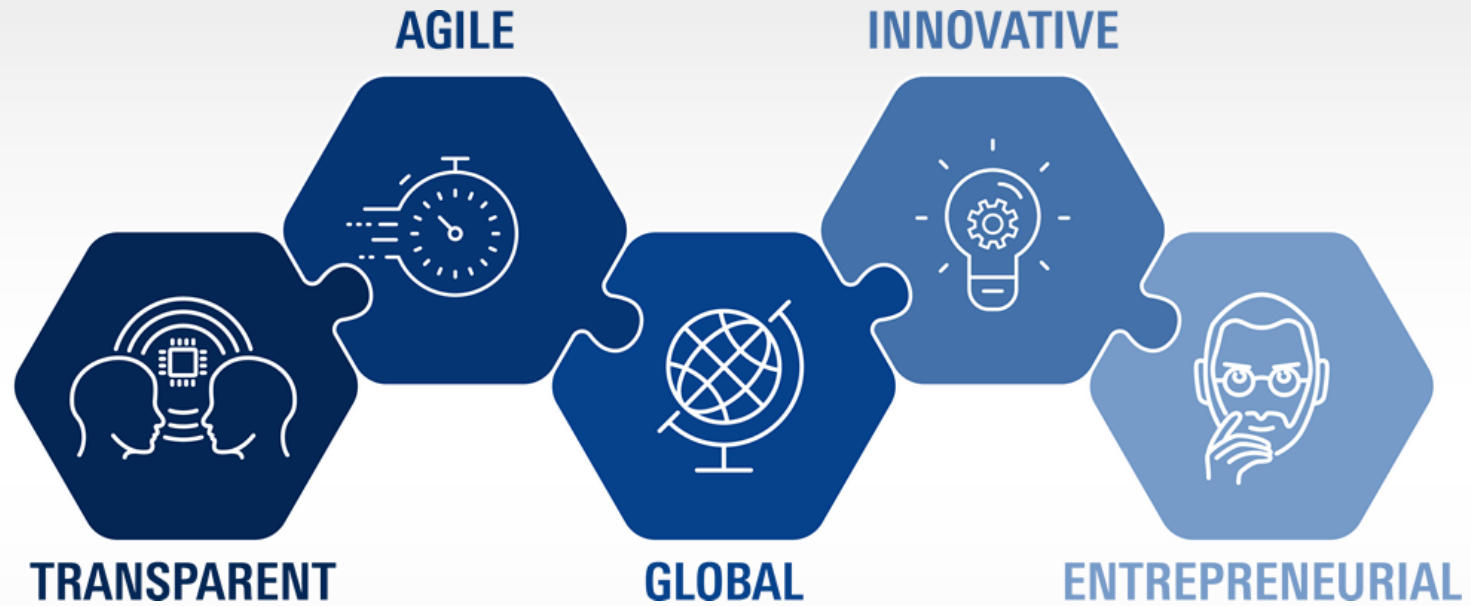 AGILE
INNOVATIVE
TRANSPARENT
GLOBAL
ENTREPRENEURIAL